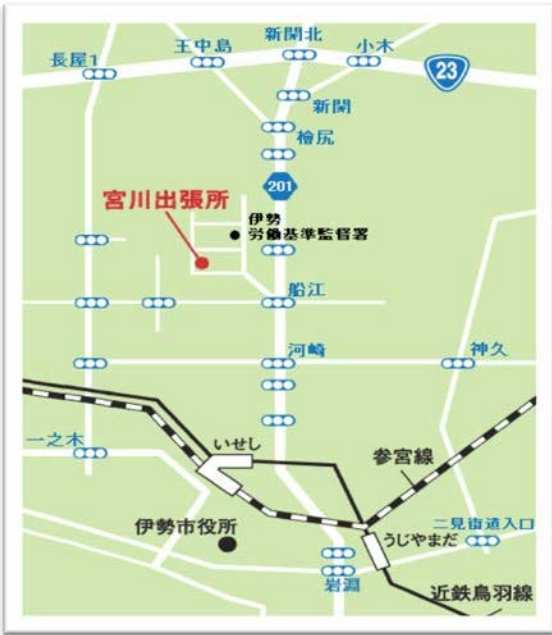 新開北
王中島
小木
長屋1
23
新開
檜尻
201
宮川出張所
伊勢
労働基準監督署
船江
河崎
神久
一之木
いせし
参宮線
伊勢市役所
うじやまだ
二見街道入口
岩淵
近鉄鳥羽線